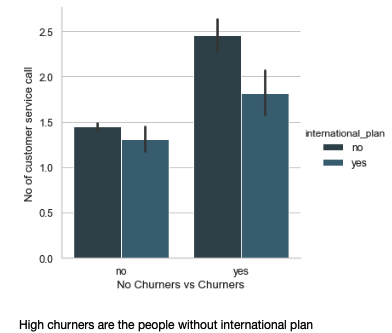 2.5
2.0
1.5
1.0
0.5
0.0
No of customer service call
no
yes
No Churners vs Churners
international_plan
no
yes
High churners are the people without international plan